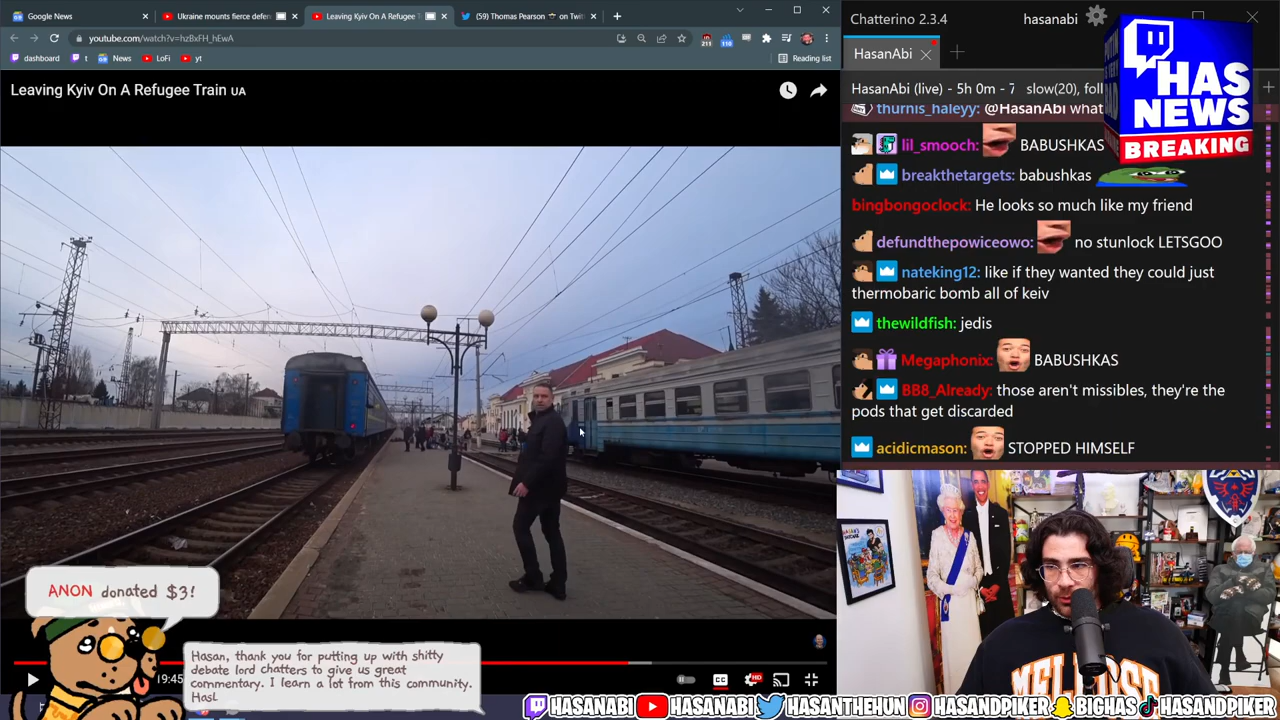 Google News
Ukraine mounts fierce defen
Leaving Kyiv On A Refugee T
(59) Thomas Pearson on Twit
youtube.com/watch?v=hzBxFH_hEwA
dashboard
t
News
LoFi
yt
Reading list
Leaving Kyiv On A Refugee Train UA
19:45
CC
HD
Chatterino 2.3.4
hasanabi
HasanAbi
HasanAbi (live) - 5h 0m - 7
slow(20), foll
HAS
NEWS
BREAKING
thurnis_haleyy: @HasanAbi what
lil_smooch: BABUSHKAS
breakthetargets: babushkas
bingbongoclock: He looks so much like my friend
defundthepowiceowo: no stunlock LETSGOO
nateking12: like if they wanted they could just
thermobaric bomb all of keiv
thewildfish: jedis
Megaphonix: BABUSHKAS
BB8_Already: those aren't missibles, they're the
pods that get discarded
acidicmason: STOPPED HIMSELF
ANON donated $3!
Hasan, thank you for putting up with shitty
debate lord chatters to give us great
commentary. I learn a lot from this community.
HasL
HASANABI
HASANABI
HASANTHEHUN
HASANDPIKER
BIGHAS
HASANDPIKER